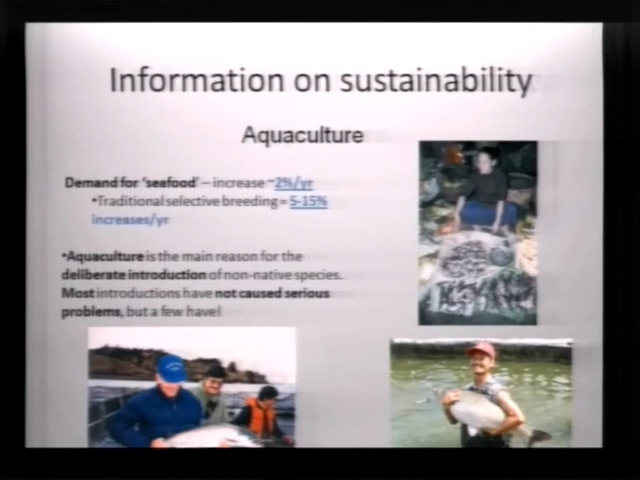 Information on sustainability
Aquaculture
Demand for 'seafood' – increase ~2%/yr
•Traditional selective breeding = 5-15%
increases/yr
•Aquaculture is the main reason for the
deliberate introduction of non-native species.
Most introductions have not caused serious
problems, but a few have!